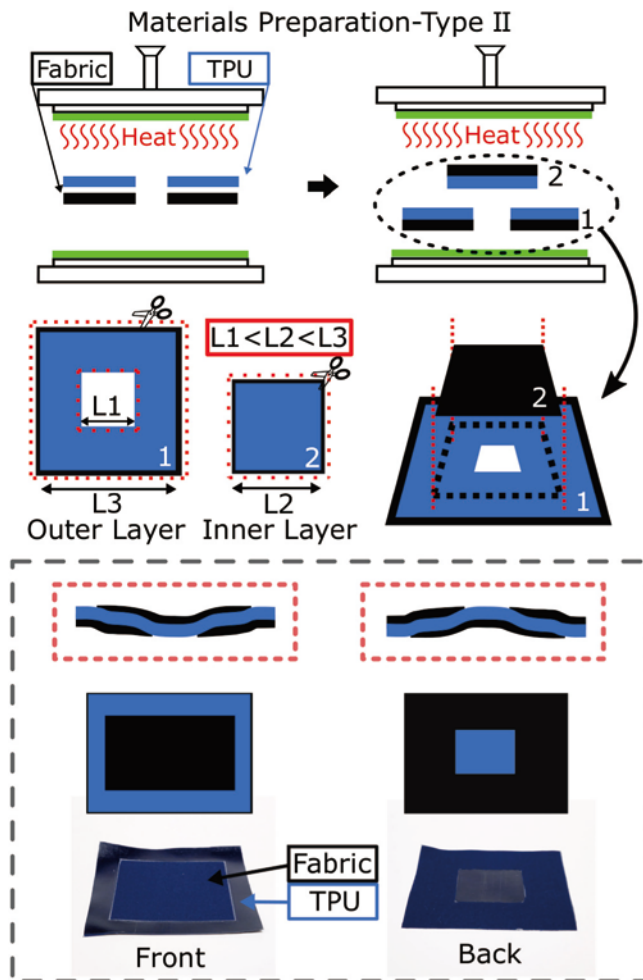 Materials Preparation-Type II
Fabric
TPU
Heat
Heat
2
1
L1<L2<L3
L1
1
2
L3
L2
Outer Layer
Inner Layer
2
1
Fabric
TPU
Front
Back